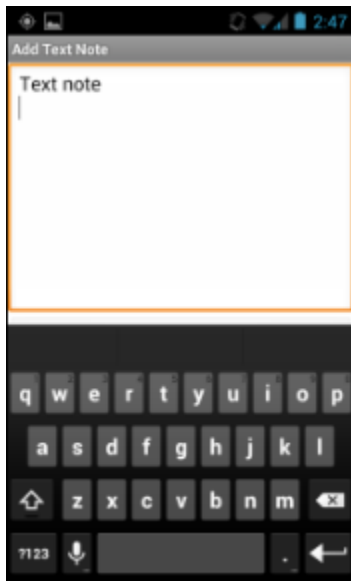 2:47
Add Text Note
Text note
q w e r t y u i o p
a s d f g h j k l
z x c v b n m
?123 .